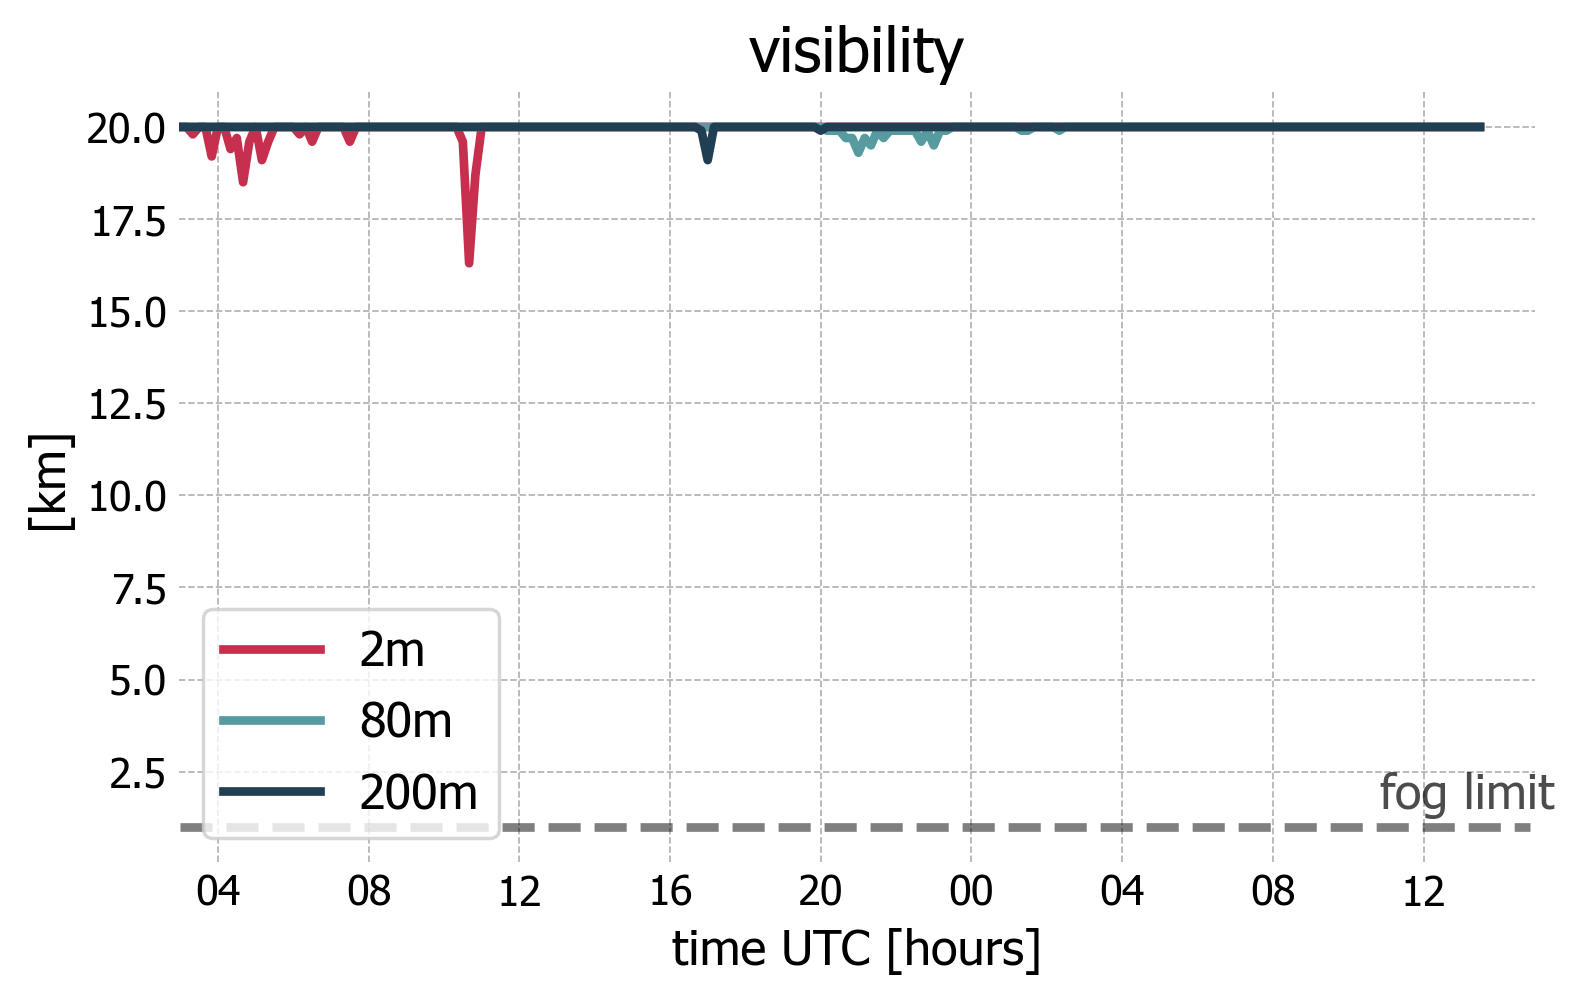 visibility
20.0
17.5
15.0
12.5
10.0
7.5
5.0
2.5
[km]
2m
80m
200m
fog limit
04 08 12 16 20 00 04 08 12
time UTC [hours]